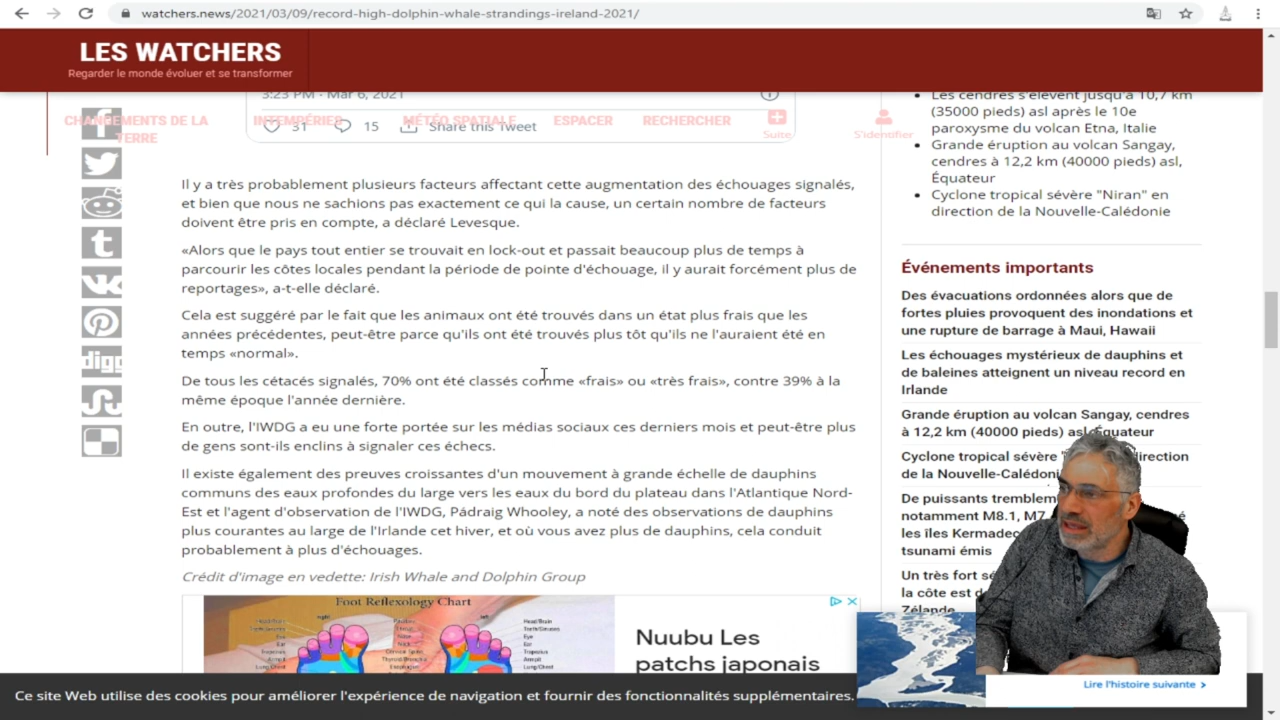 watchers.news/2021/03/09/record-high-dolphin-whale-strandings-ireland-2021/
LES WATCHERS
Regarder le monde évoluer et se transformer
CHANGEMENTS DE LA TERRE
INTEMPÉRIES
MÉTÉO SPATIALE
ESPACER
RECHERCHER
Suite
S'identifier
3:23 PM · Mar 6, 2021
31
15
Share this Tweet
Il y a très probablement plusieurs facteurs affectant cette augmentation des échouages signalés,
et bien que nous ne sachions pas exactement ce qui la cause, un certain nombre de facteurs
doivent être pris en compte, a déclaré Levesque.
«Alors que le pays tout entier se trouvait en lock-out et passait beaucoup plus de temps à
parcourir les côtes locales pendant la période de pointe d'échouage, il y aurait forcément plus de
reportages», a-t-elle déclaré.
Cela est suggéré par le fait que les animaux ont été trouvés dans un état plus frais que les
années précédentes, peut-être parce qu'ils ont été trouvés plus tôt qu'ils ne l'auraient été en
temps «normal».
De tous les cétacés signalés, 70% ont été classés comme «frais» ou «très frais», contre 39% à la
même époque l'année dernière.
En outre, l'IWDG a eu une forte portée sur les médias sociaux ces derniers mois et peut-être plus
de gens sont-ils enclins à signaler ces échecs.
Il existe également des preuves croissantes d'un mouvement à grande échelle de dauphins
communs des eaux profondes du large vers les eaux du bord du plateau dans l'Atlantique Nord-
Est et l'agent d'observation de l'IWDG, Pádraig Whooley, a noté des observations de dauphins
plus courantes au large de l'Irlande cet hiver, et où vous avez plus de dauphins, cela conduit
probablement à plus d'échouages.
Crédit d'image en vedette: Irish Whale and Dolphin Group
Foot Reflexology Chart
Nuubu Les
patchs japonais
Les cendres s'élèvent jusqu'à 10,7 km
(35000 pieds) asl après le 10e
paroxysme du volcan Etna, Italie
Grande éruption au volcan Sangay,
cendres à 12,2 km (40000 pieds) asl,
Équateur
Cyclone tropical sévère "Niran" en
direction de la Nouvelle-Calédonie
Événements importants
Des évacuations ordonnées alors que de
fortes pluies provoquent des inondations et
une rupture de barrage à Maui, Hawaii
Les échouages mystérieux de dauphins et
de baleines atteignent un niveau record en
Irlande
Grande éruption au volcan Sangay, cendres
à 12,2 km (40000 pieds) asl, Équateur
Cyclone tropical sévère direction
de la Nouvelle-Calédoni
De puissants tremblem
notamment M8.1, M7.
les îles Kermadec
tsunami émis
Un très fort sé
la côte est d
Zélande
Lire l'histoire suivante
Ce site Web utilise des cookies pour améliorer l'expérience de navigation et fournir des fonctionnalités supplémentaires.
digg